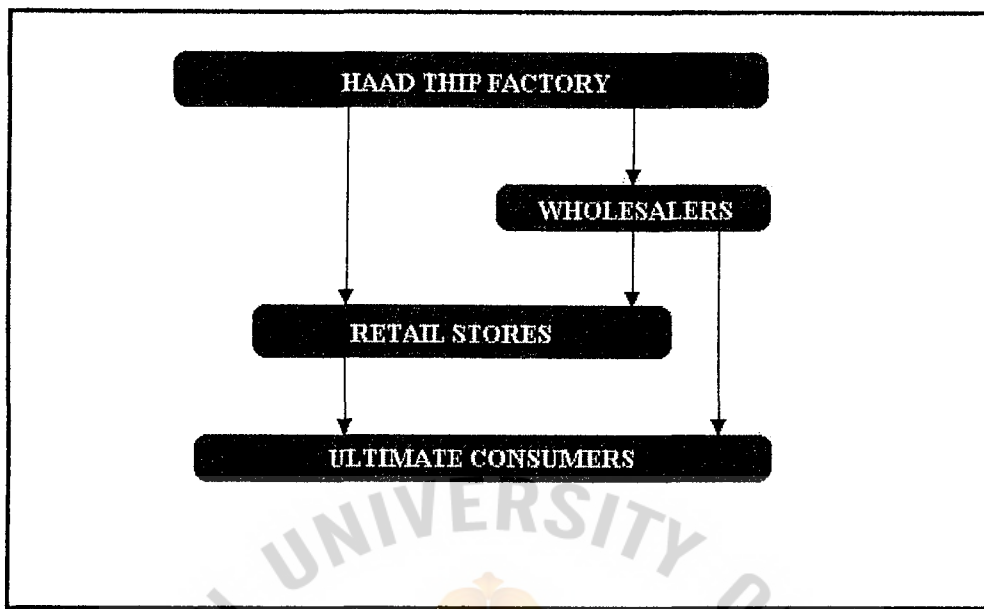 HAAD THIP FACTORY
WHOLESALERS
RETAIL STORES
ULTIMATE CONSUMERS
UNIVERSITY